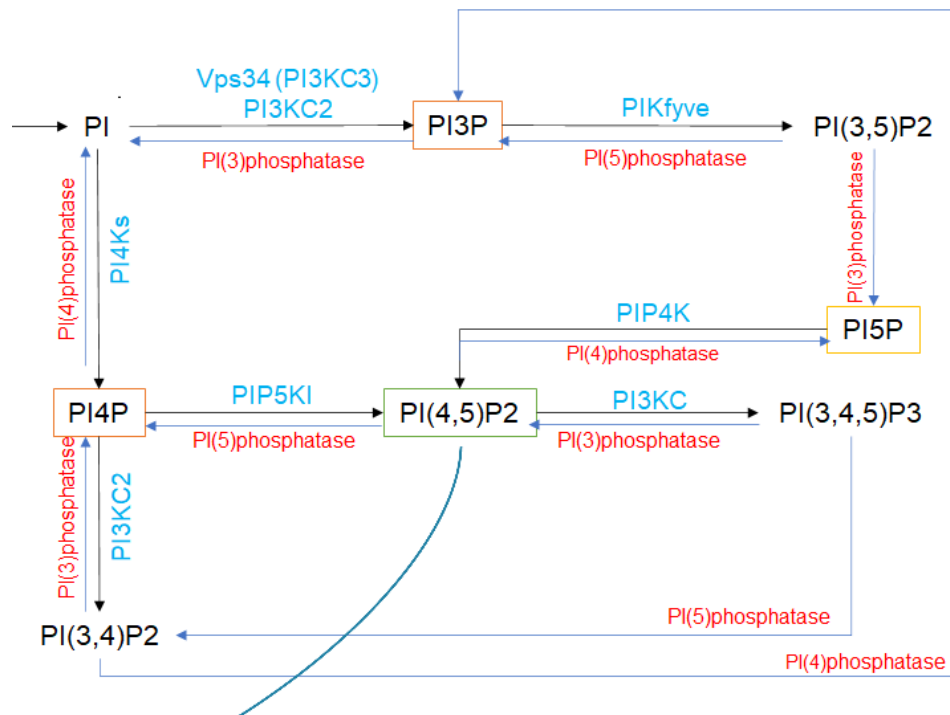 Vps34 (PI3KC3)
PI3KC2
PI
PI3P
PIKfyve
PI(3,5)P2
PI(3)phosphatase
PI(5)phosphatase
PI(4)phosphatase
PI4Ks
PI(3)phosphatase
PIP4K
PI5P
PI(4)phosphatase
PI4P
PIP5KI
PI(4,5)P2
PI3KC
PI(3,4,5)P3
PI(5)phosphatase
PI(3)phosphatase
PI(3)phosphatase
PI3KC2
PI(3,4)P2
PI(5)phosphatase
PI(4)phosphatase